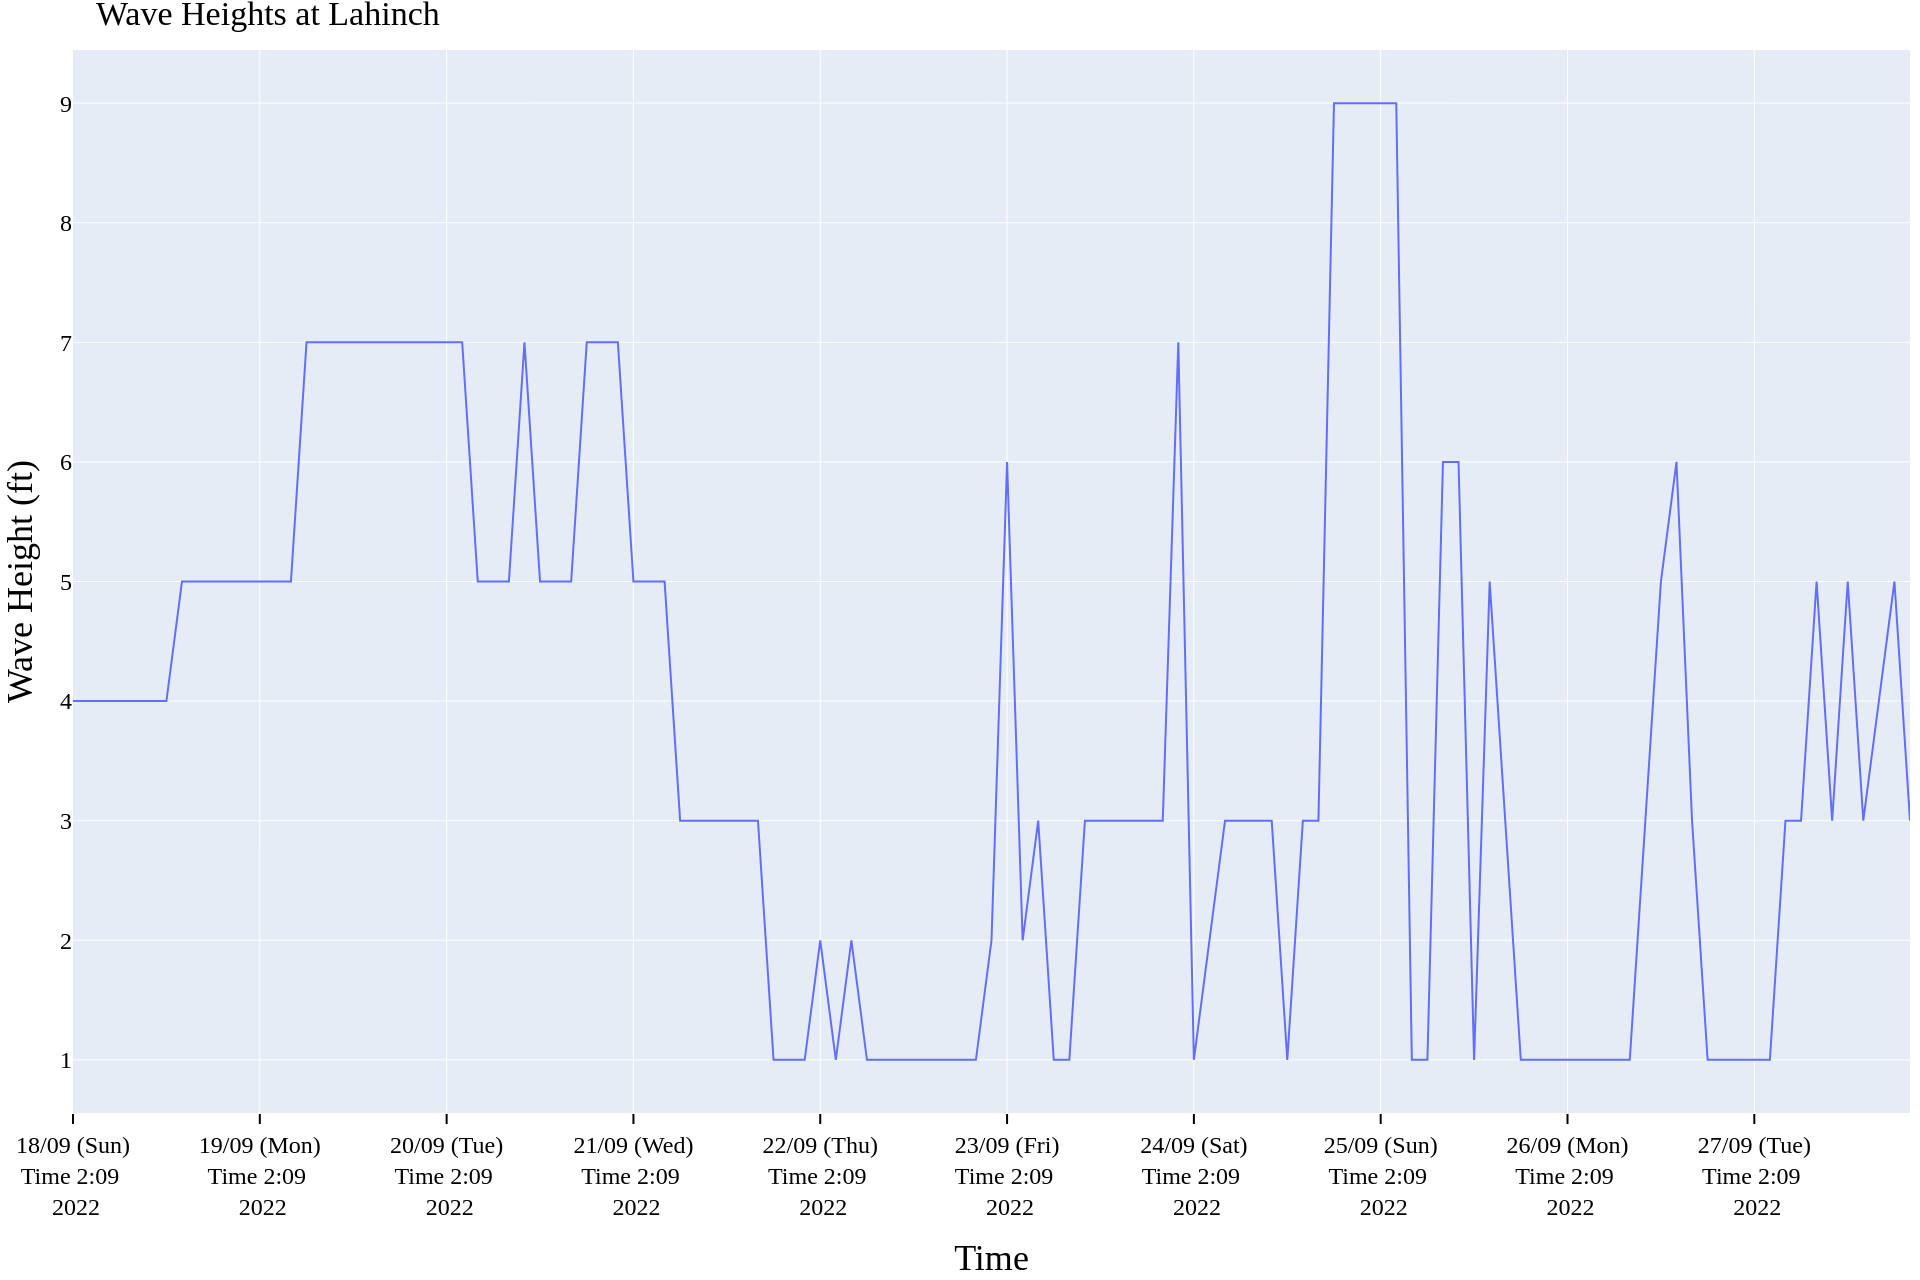 Wave Heights at Lahinch
Wave Height (ft)
9
8
7
6
5
4
3
2
1
18/09 (Sun)
Time 2:09
2022
19/09 (Mon)
Time 2:09
2022
20/09 (Tue)
Time 2:09
2022
21/09 (Wed)
Time 2:09
2022
22/09 (Thu)
Time 2:09
2022
23/09 (Fri)
Time 2:09
2022
24/09 (Sat)
Time 2:09
2022
25/09 (Sun)
Time 2:09
2022
26/09 (Mon)
Time 2:09
2022
27/09 (Tue)
Time 2:09
2022
Time